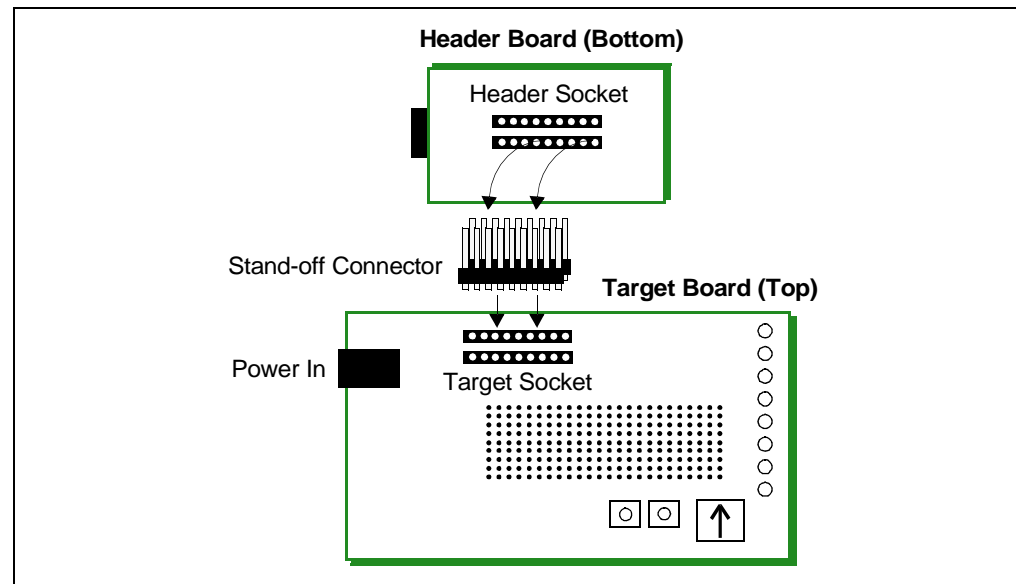 Header Board (Bottom)
Header Socket
Stand-off Connector
Target Board (Top)
Power In
Target Socket